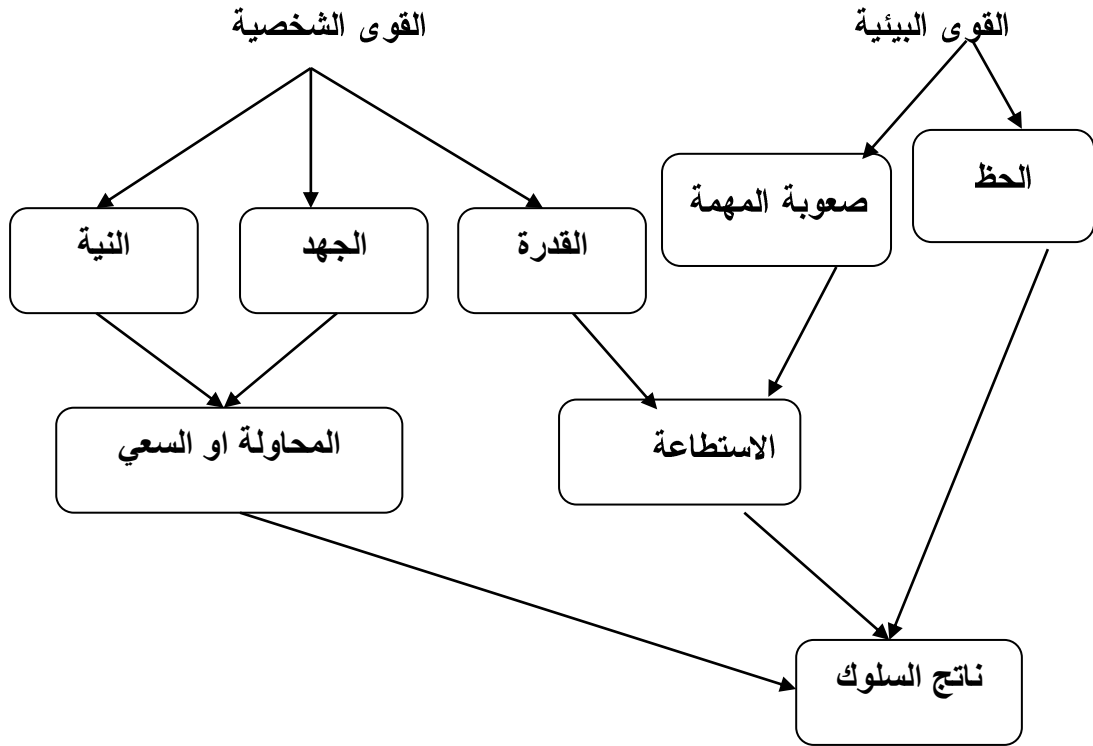 القوى البيئية
القوى الشخصية
الحظ
صعوبة المهمة
القدرة
الجهد
النية
الاستطاعة
المحاولة او السعي
ناتج السلوك